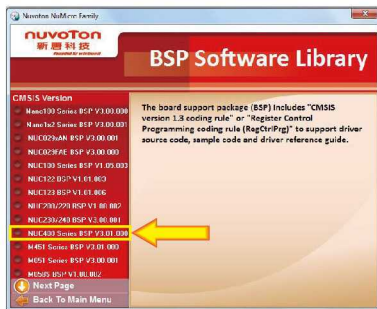 Nuvoton NuMicro Family
nuvoTon
新唐科技
BSP Software Library
CMSIS Version
Nano100 Series BSP V3.00.000
Nano1x2 Series BSP V3.00.001
NUC029xAN BSP V3.00.001
NUC029FAE BSP V3.00.000
NUC100 Series BSP V1.05.003
NUC122 BSP V1.01.003
NUC123 BSP V1.01.006
NUC200/220 BSP V1.00.002
NUC230/240 BSP V3.00.001
NUC400 Series BSP V3.01.000
M451 Series BSP V3.01.000
M051 Series BSP V3.00.001
M058S BSP V1.00.002
Next Page
Back To Main Menu
The board support package (BSP) includes "CMSIS
version 1.3 coding rule" or "Register Control
Programming coding rule (RegCtrlPrg)" to support driver
source code, sample code and driver reference guide.